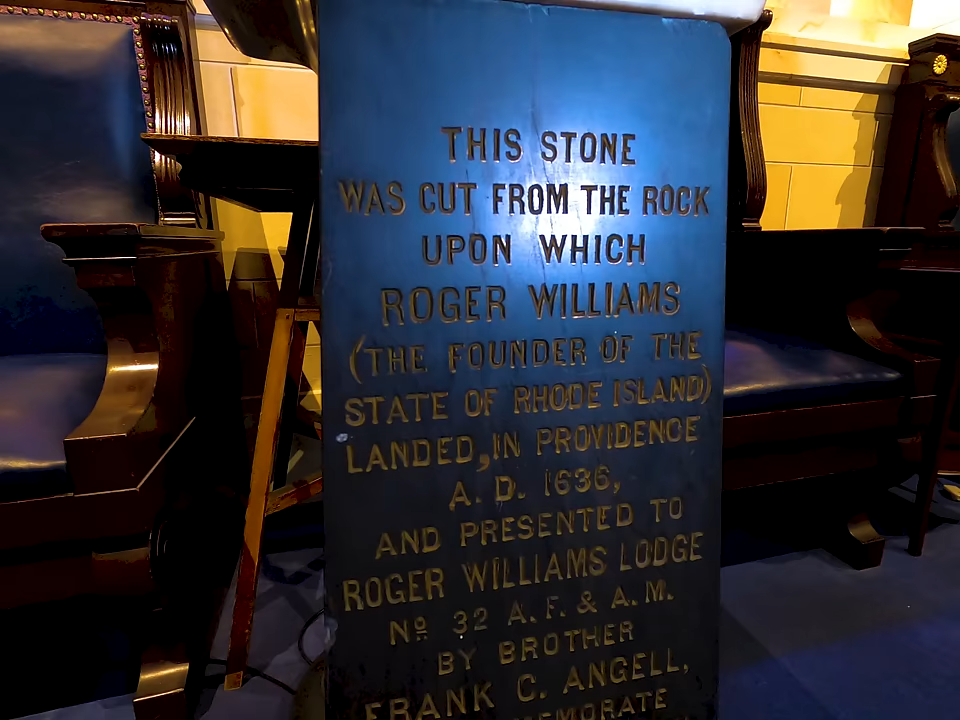 THIS STONE
WAS CUT FROM THE ROCK
UPON WHICH
ROGER WILLIAMS
(THE FOUNDER OF THE
STATE OF RHODE ISLAND)
LANDED, IN PROVIDENCE
A. D. 1636,
AND PRESENTED TO
ROGER WILLIAMS LODGE
Nº 32 A. F. & A. M.
BY BROTHER
FRANK C. ANGELL,